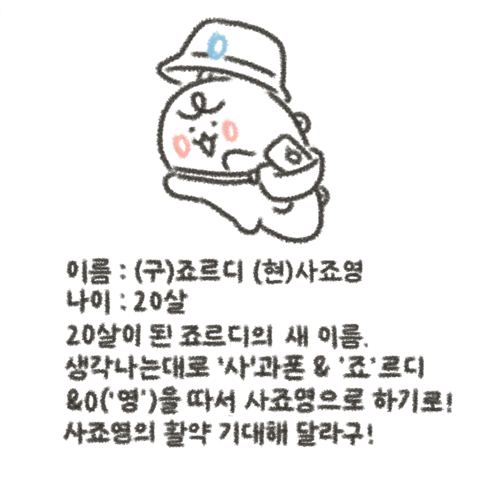 이름 : (구)죠르디 (현)사죠영
나이 : 20살
20살이 된 죠르디의 새 이름.
생각나는대로 '사'과폰 & '죠'르디
&0('영')을 따서 사죠영으로 하기로!
사죠영의 활약 기대해 달라구!